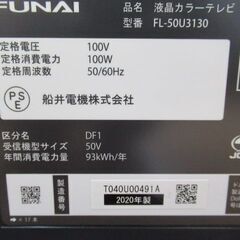 FUNAI
液晶カラーテレビ
型番 FL-50U3130
定格電圧 100V
定格消費電力 100W
定格周波数 50/60Hz
PS
E
船井電機株式会社
区分名 DF1
受信機型サイズ 50V
年間消費電力量 93kWh/年
製造番号
T040U00491A
2020年製